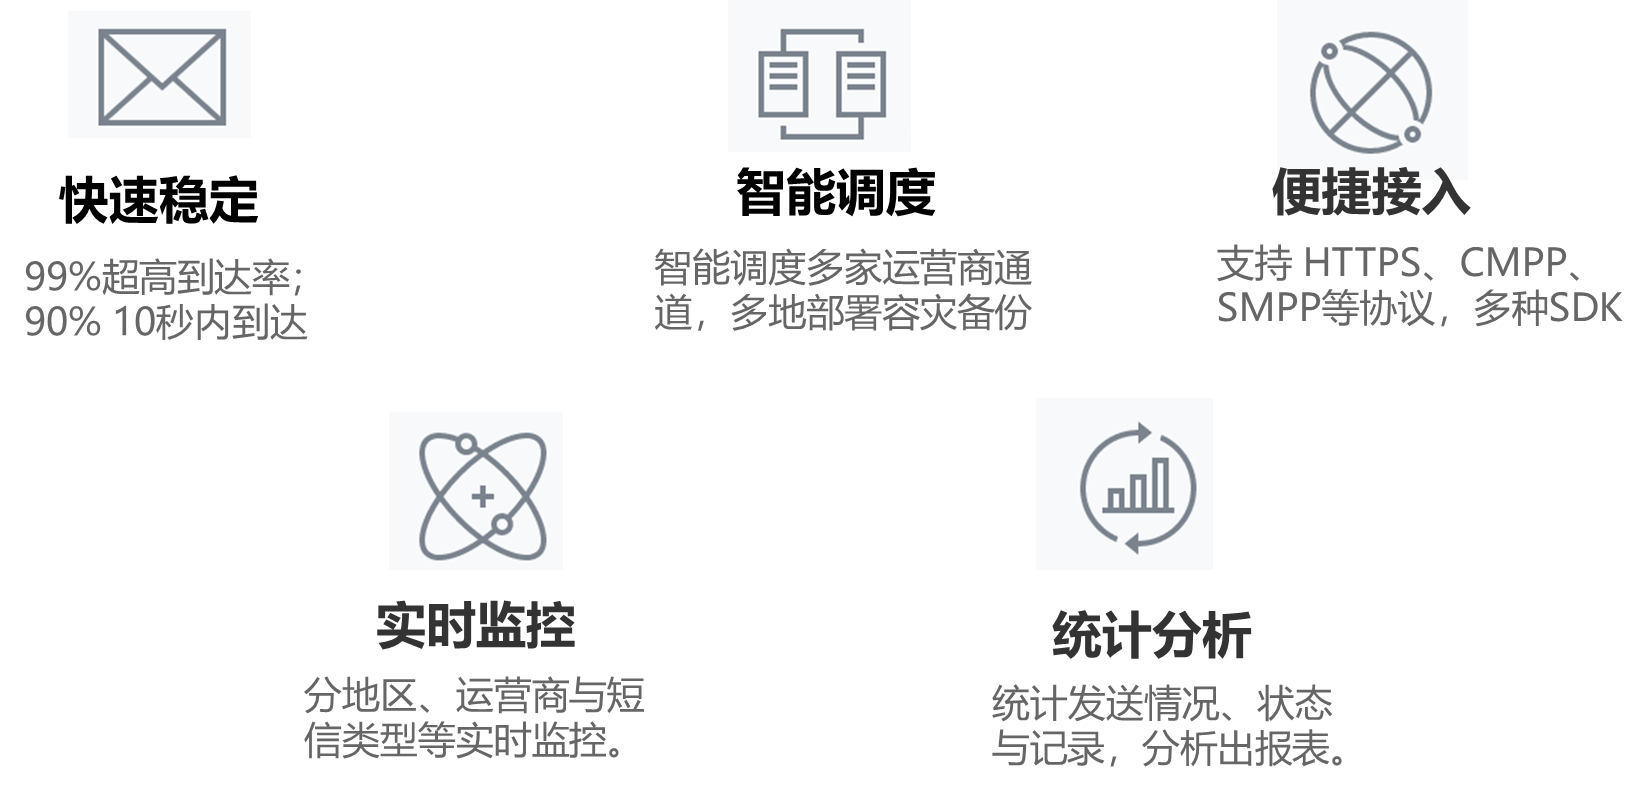 快速稳定
99%超高到达率；
90% 10秒内到达
智能调度
智能调度多家运营商通
道，多地部署容灾备份
便捷接入
支持 HTTPS、CMPP、
SMPP等协议，多种SDK
实时监控
分地区、运营商与短
信类型等实时监控。
统计分析
统计发送情况、状态
与记录，分析出报表。